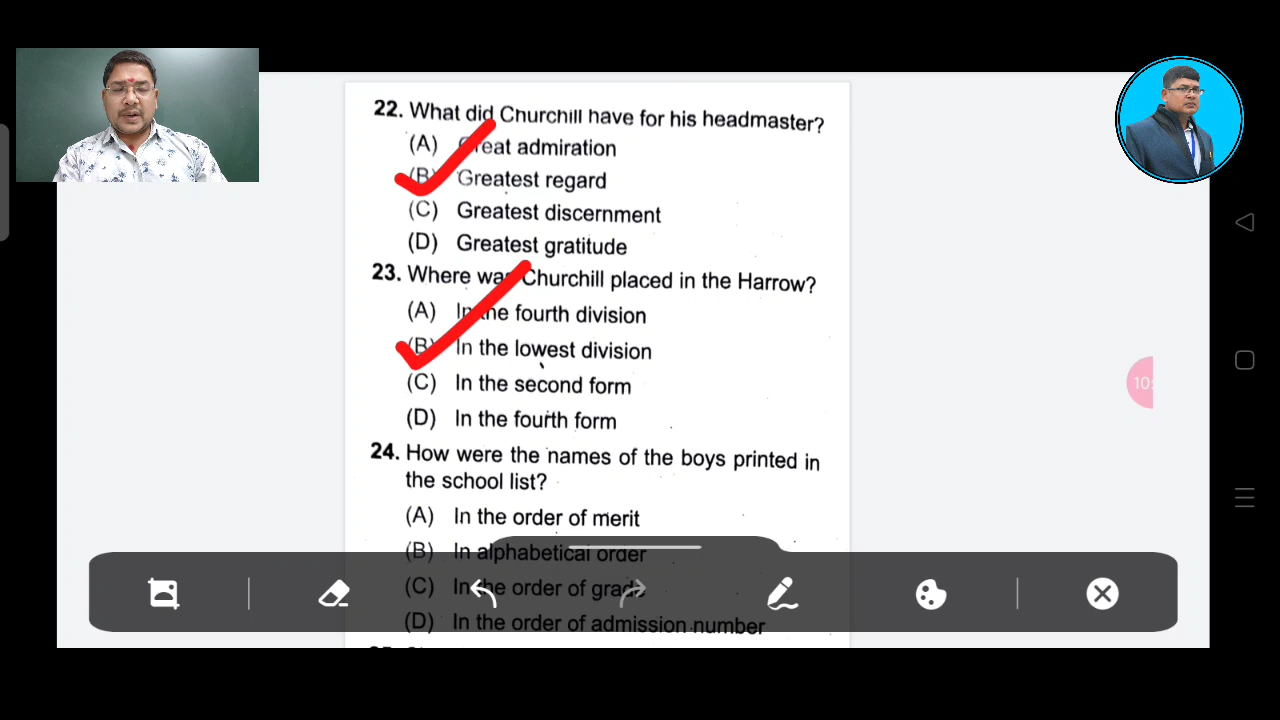 22. What did Churchill have for his headmaster?
(A) Great admiration
(B) Greatest regard
(C) Greatest discernment
(D) Greatest gratitude
23. Where was Churchill placed in the Harrow?
(A) In the fourth division
(B) In the lowest division
(C) In the second form
(D) In the fourth form
24. How were the names of the boys printed in
the school list?
(A) In the order of merit
(B) In alphabetical order
(C) In the order of grade
(D) In the order of admission number